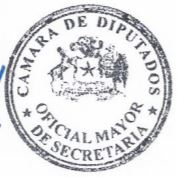 CAMARA DE DIPUTADOS
OFICIAL MAYOR
DE SECRETARIA